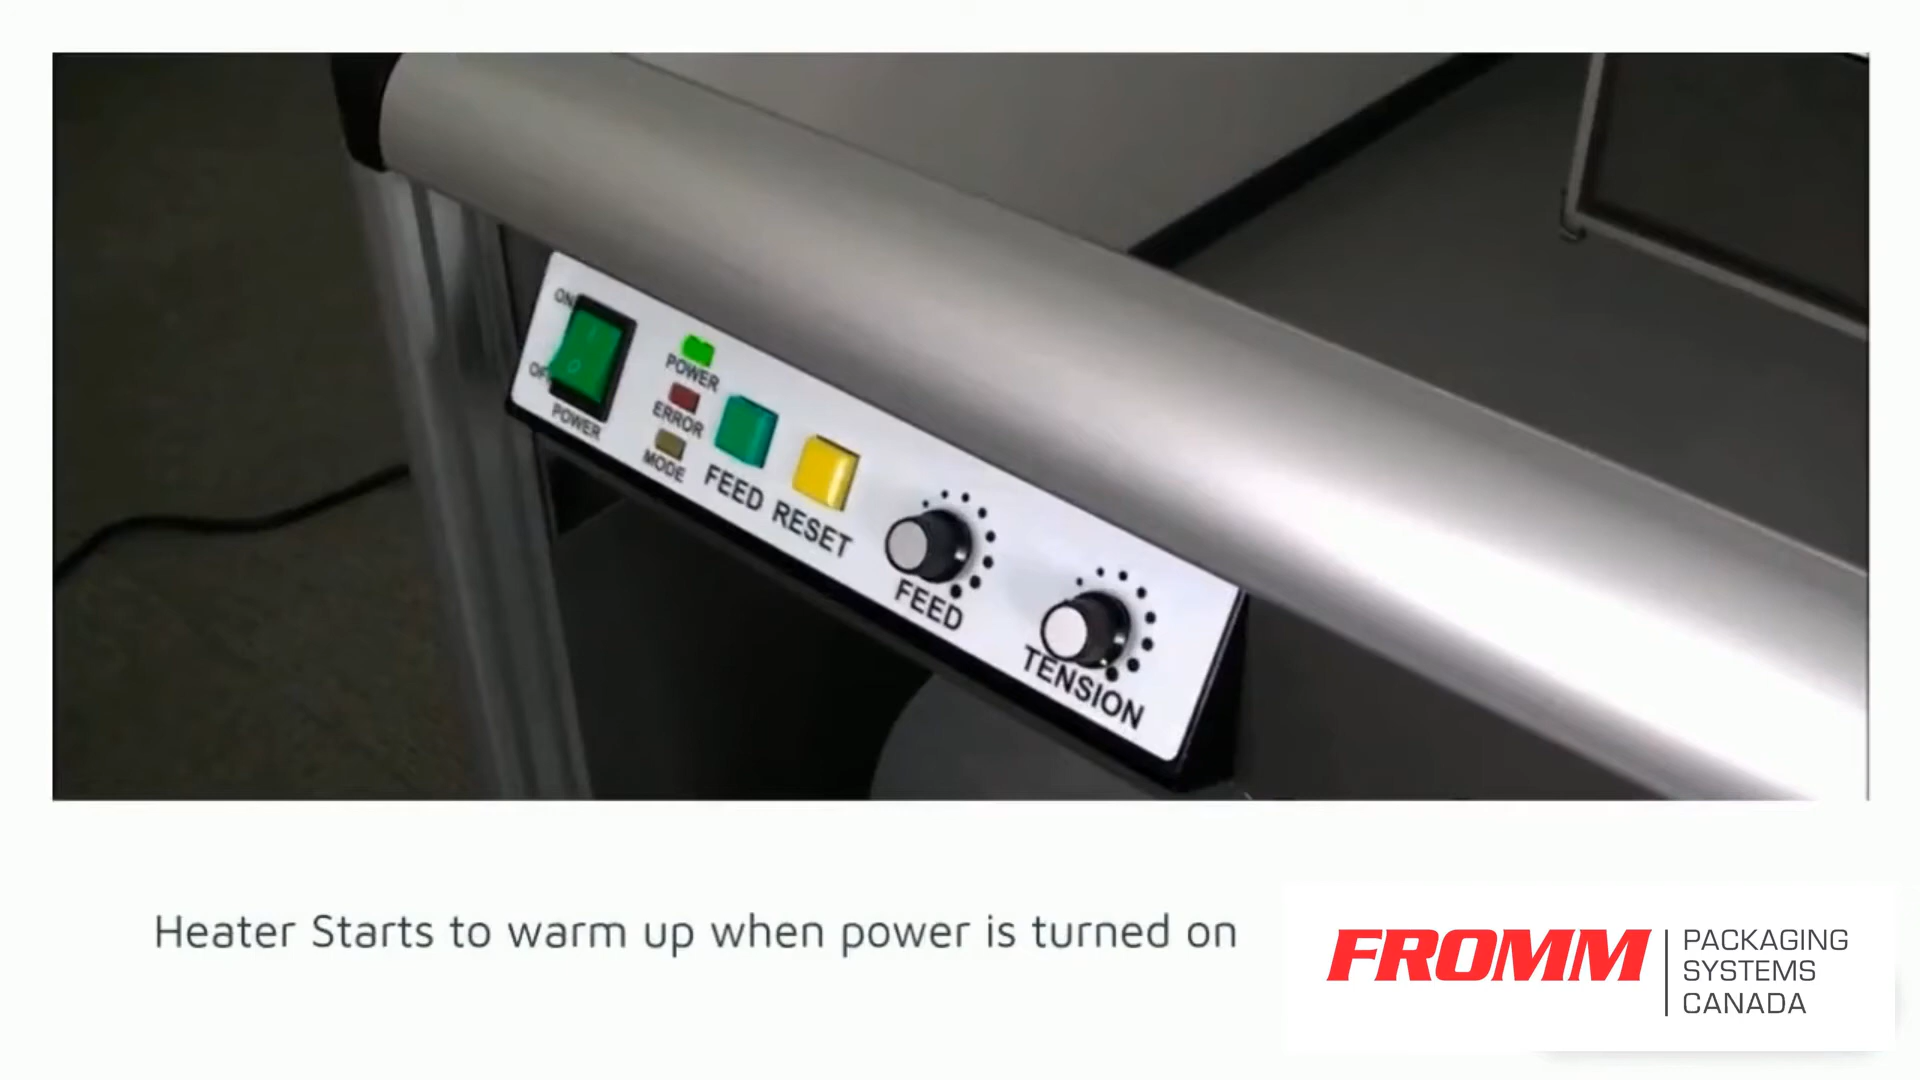 ON
OFF
POWER
POWER
ERROR
MODE
FEED
RESET
FEED
TENSION
Heater Starts to warm up when power is turned on
FROMM
PACKAGING
SYSTEMS
CANADA